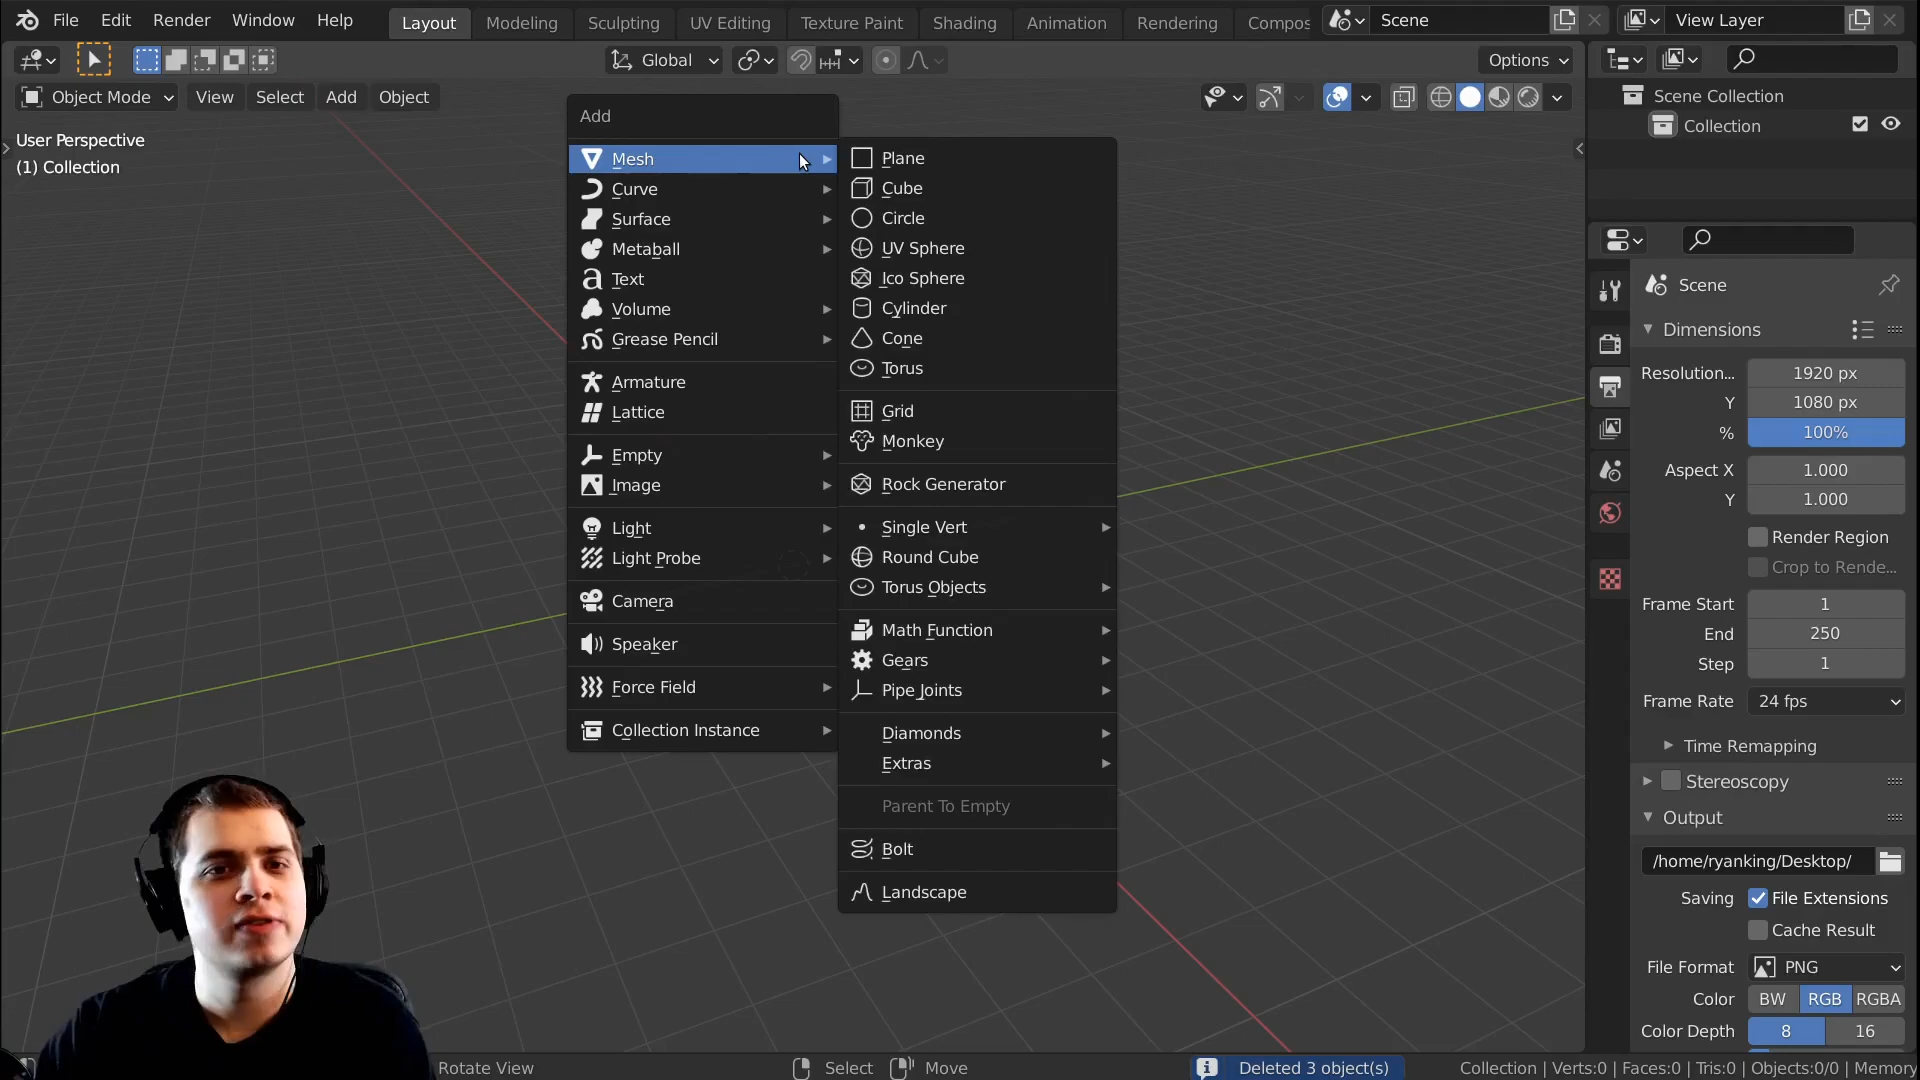 File Edit Render Window Help Layout Modeling Sculpting UV Editing Texture Paint Shading Animation Rendering Compos Scene View Layer
Global Options
Object Mode View Select Add Object
User Perspective
(1) Collection
Add
Mesh
Curve
Surface
Metaball
Text
Volume
Grease Pencil
Armature
Lattice
Empty
Image
Light
Light Probe
Camera
Speaker
Force Field
Collection Instance
Plane
Cube
Circle
UV Sphere
Ico Sphere
Cylinder
Cone
Torus
Grid
Monkey
Rock Generator
Single Vert
Round Cube
Torus Objects
Math Function
Gears
Pipe Joints
Diamonds
Extras
Parent To Empty
Bolt
Landscape
Scene Collection
Collection
Scene
Dimensions
Resolution... 1920 px
Y 1080 px
% 100%
Aspect X 1.000
Y 1.000
Render Region
Crop to Rende...
Frame Start 1
End 250
Step 1
Frame Rate 24 fps
Time Remapping
Stereoscopy
Output
/home/ryanking/Desktop/
Saving File Extensions
Cache Result
File Format PNG
Color BW RGB RGBA
Color Depth 8 16
Rotate View Select Move Deleted 3 object(s) Collection | Verts:0 | Faces:0 | Tris:0 | Objects:0/0 | Memory